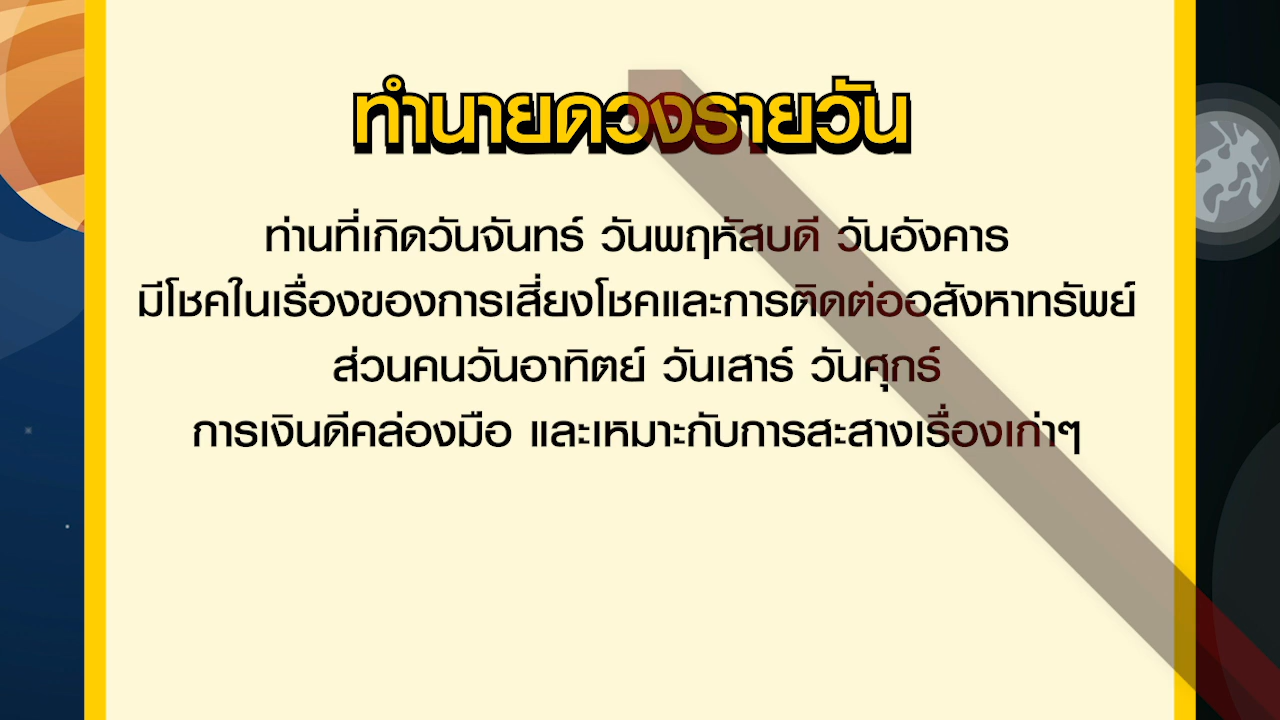 ทำนายดวงรายวัน
ท่านที่เกิดวันจันทร์ วันพฤหัสบดี วันอังคาร
มีโชคในเรื่องของการเสี่ยงโชคและการติดต่ออสังหาทรัพย์
ส่วนคนวันอาทิตย์ วันเสาร์ วันศุกร์
การเงินดีคล่องมือ และเหมาะกับการสะสางเรื่องเก่าๆ